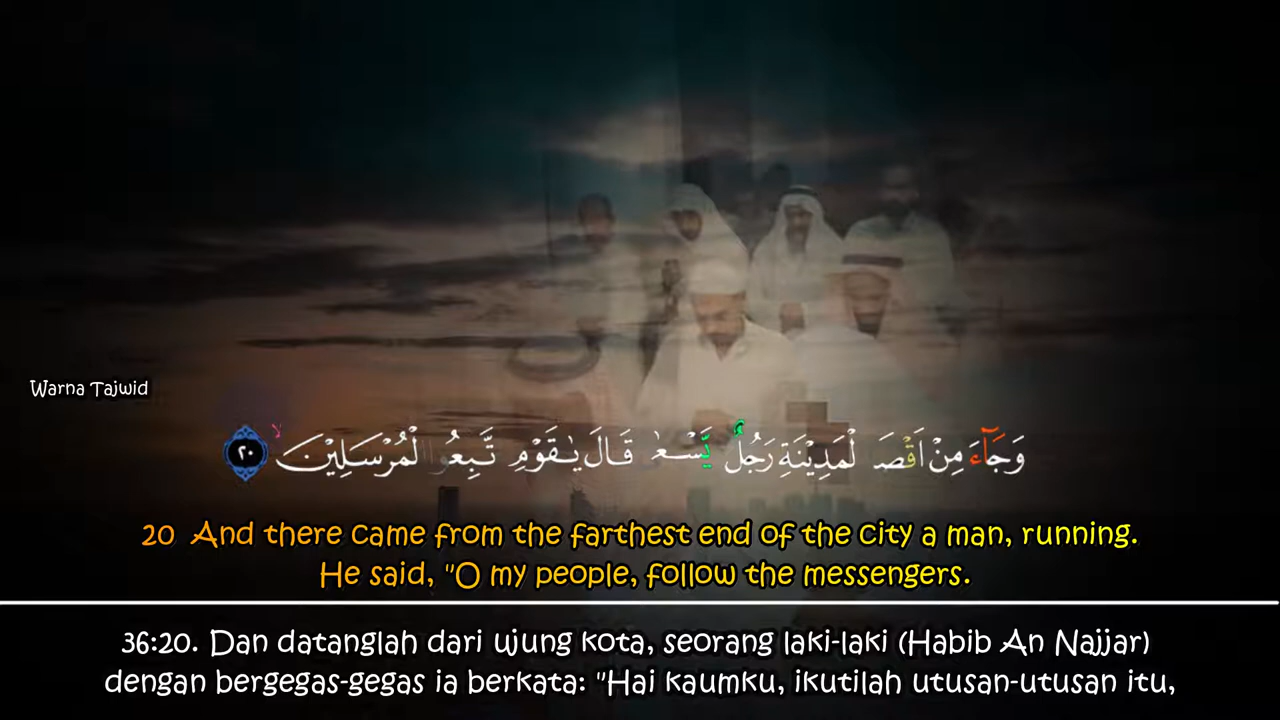 Warna Tajwid
وَجَآءَ مِنْ اَقْصَ لْمَدِيْنَةِ رَجُلٌ يَّسْعٰ قَالَ يٰقَوْمِ تَّبِعُوا لْمُرْسَلِيْنَ ۙ ٢٠
20 And there came from the farthest end of the city a man, running.
He said, "O my people, follow the messengers.
36:20. Dan datanglah dari ujung kota, seorang laki-laki (Habib An Najjar)
dengan bergegas-gegas ia berkata: "Hai kaumku, ikutilah utusan-utusan itu,